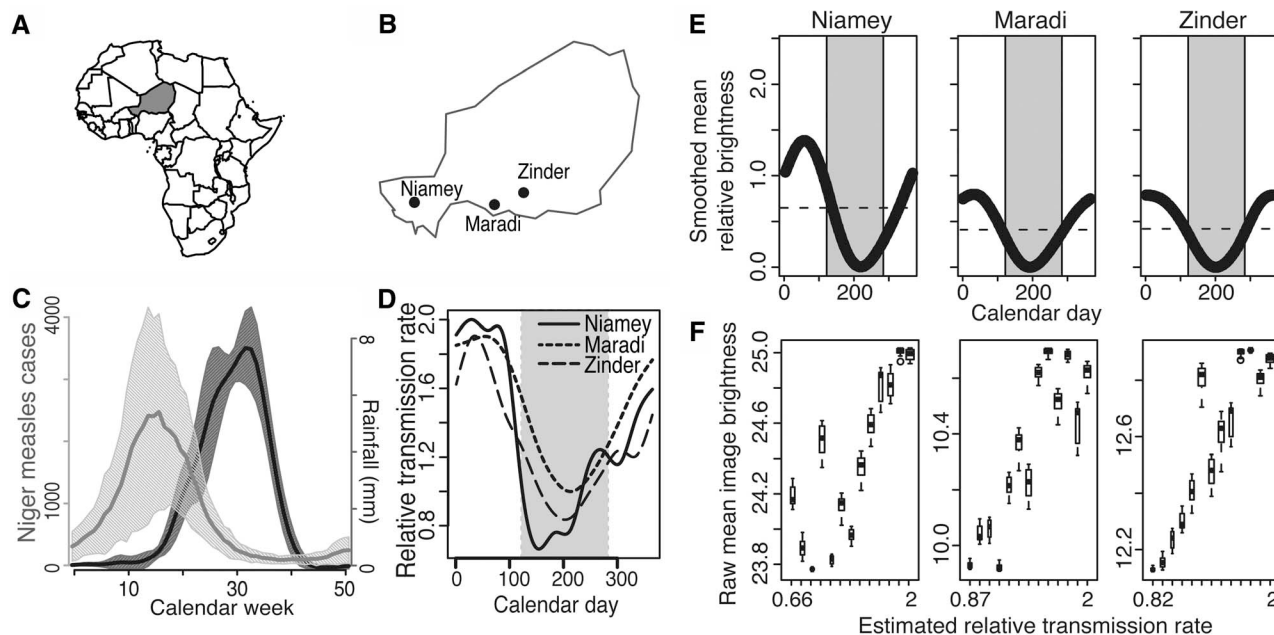 A
B
Niamey
Zinder
Maradi
C
Niger measles cases
4000
1000
0
8
0
Rainfall (mm)
10
30
50
Calendar week
D
Relative transmission rate
2.0
1.6
1.2
0.8
Niamey
Maradi
Zinder
0
100
200
300
Calendar day
E
Niamey
Maradi
Zinder
Smoothed mean
relative brightness
2.0
1.0
0.0
0
200
0
200
0
200
Calendar day
F
Raw mean image brightness
25.0
24.6
24.2
23.8
10.4
10.0
12.6
12.2
0.66
2
0.87
2
0.82
2
Estimated relative transmission rate